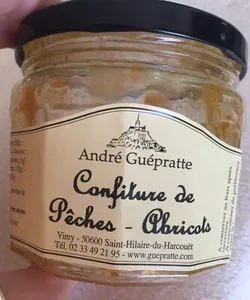 André Guépratte
Confiture de
Pêches - Abricots
Virey - 50600 Saint-Hilaire-du-Harcouët
Tél. 02 33 49 21 95 - www.guepratte.com